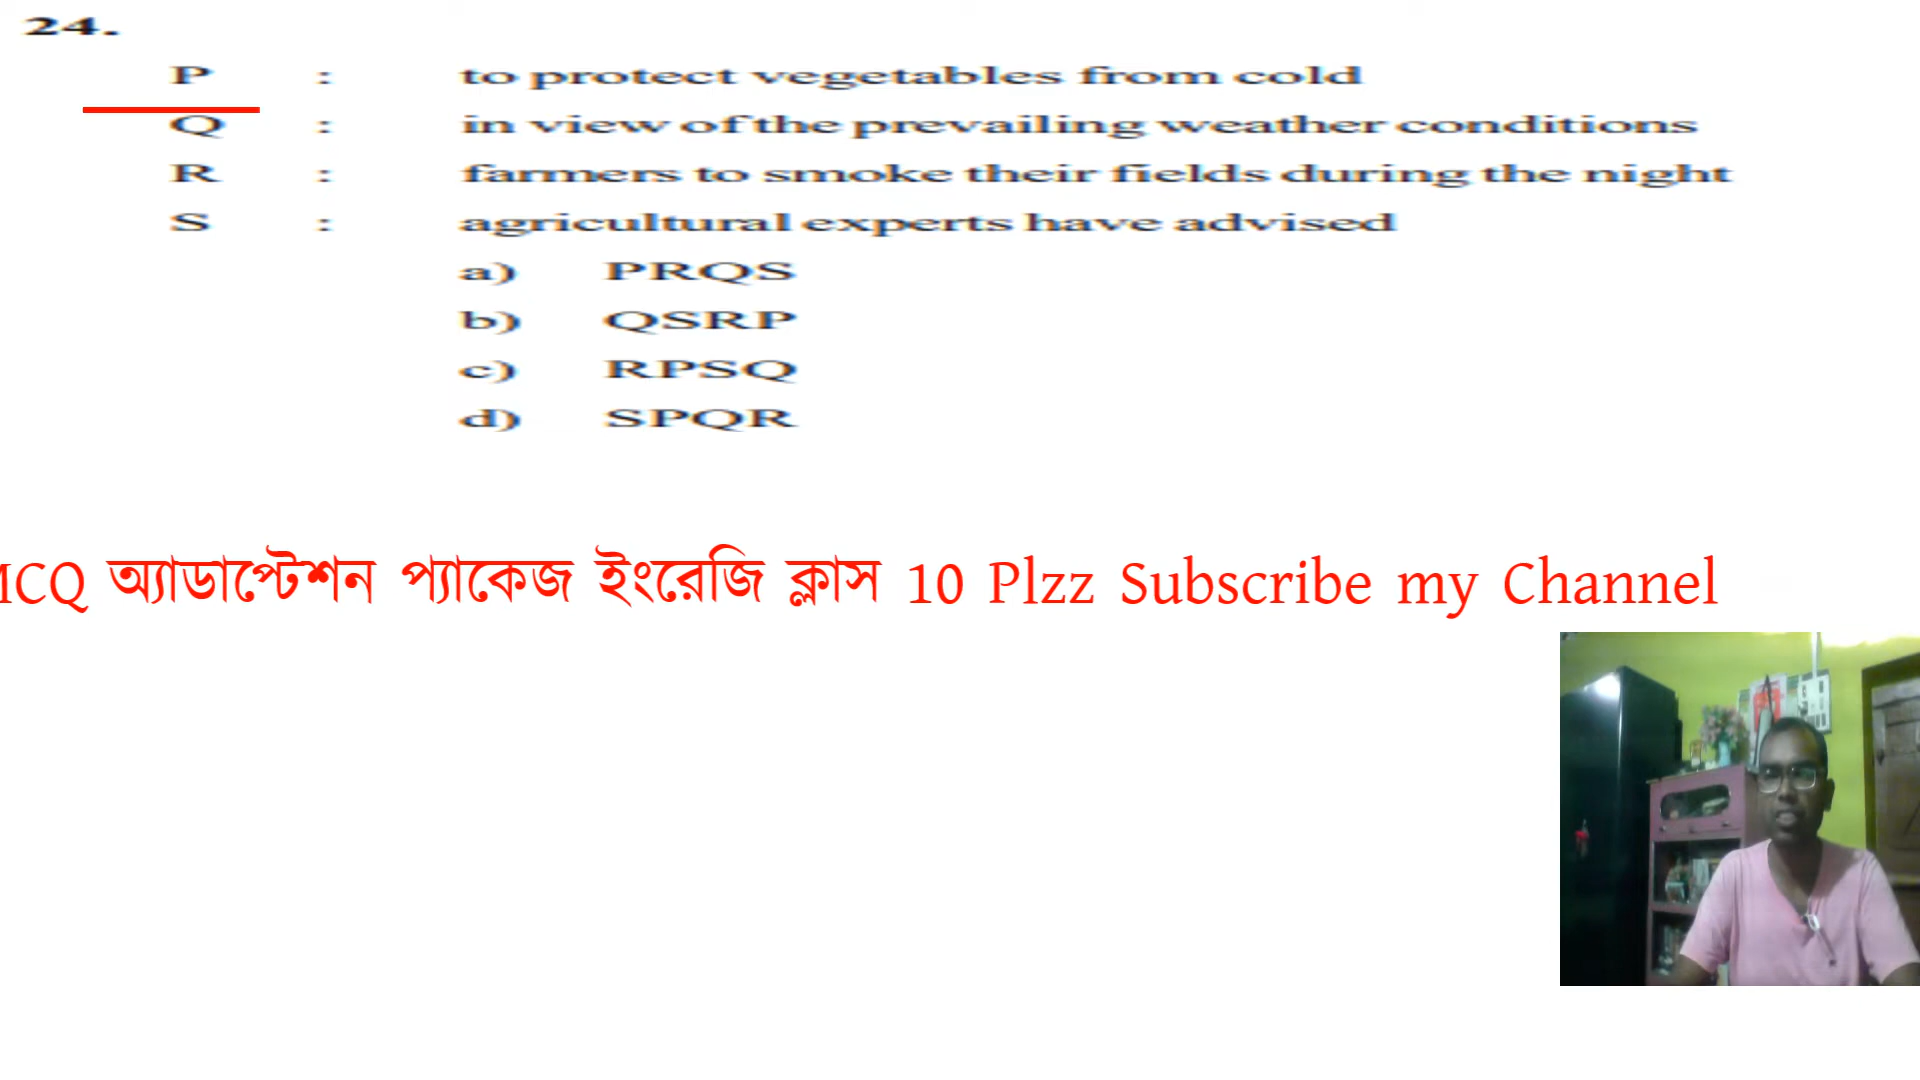 24.
P : to protect vegetables from cold
Q : in view of the prevailing weather conditions
R : farmers to smoke their fields during the night
S : agricultural experts have advised
a) PRQS
b) QSRP
c) RPSQ
d) SPQR
MCQ অ্যাডাপ্টেশন প্যাকেজ ইংরেজি ক্লাস 10 Plzz Subscribe my Channel